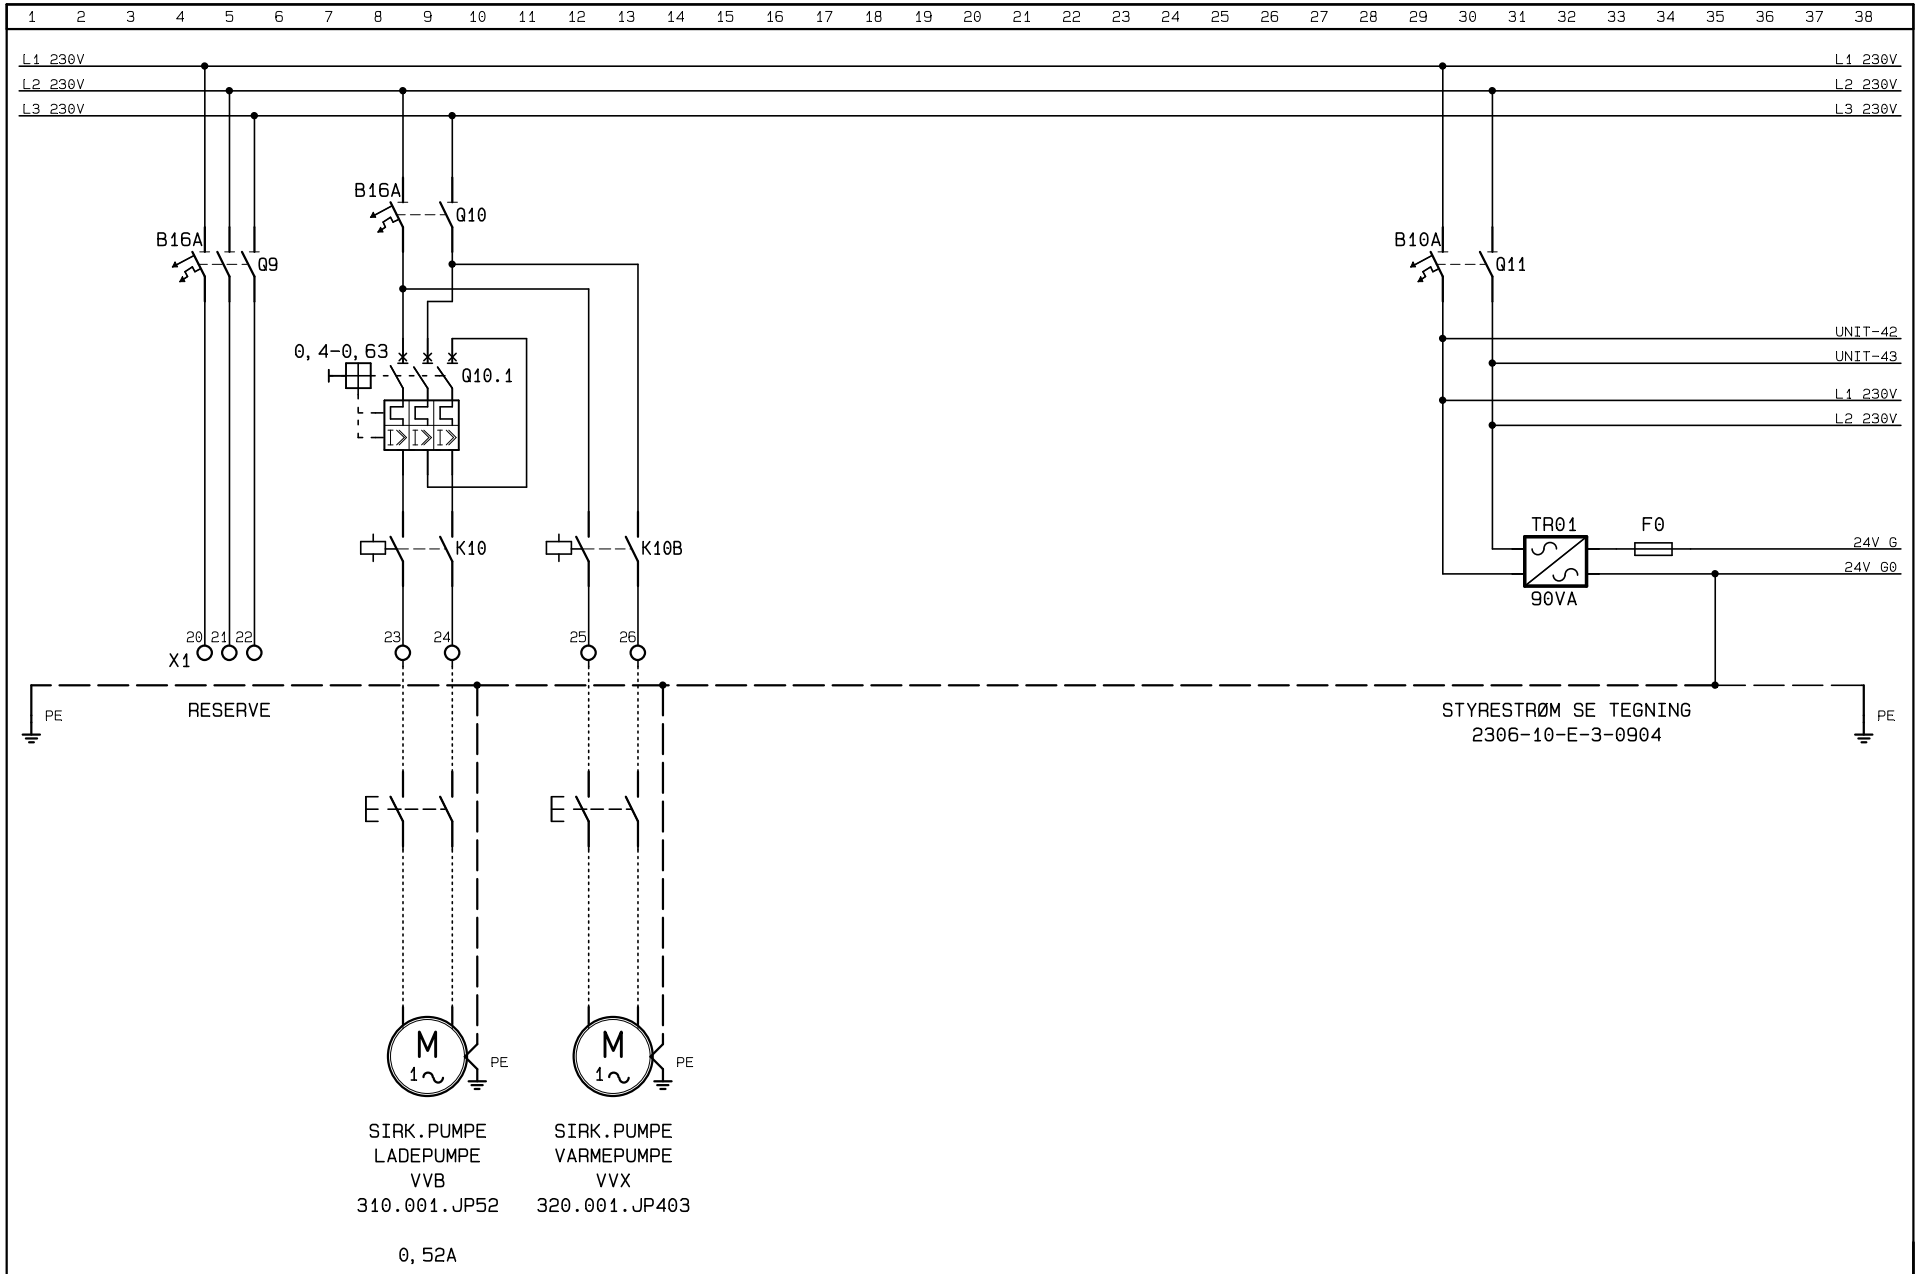 1 2 3 4 5 6 7 8 9 10 11 12 13 14 15 16 17 18 19 20 21 22 23 24 25 26 27 28 29 30 31 32 33 34 35 36 37 38
L1 230V L1 230V
L2 230V L2 230V
L3 230V L3 230V
B16A
Q10
B16A
Q9
B10A
Q11
UNIT-42
0,4-0,63
UNIT-43
Q10.1
L1 230V
L2 230V
I I I
TR01 F0
K10 K10B
24V G
24V G0
90VA
20 21 22 23 24 25 26
X1
PE RESERVE STYRESTRØM SE TEGNING PE
2306-10-E-3-0904
M M
1 PE 1 PE
SIRK.PUMPE SIRK.PUMPE
LADEPUMPE VARMEPUMPE
VVB VVX
310.001.JP52 320.001.JP403
0,52A